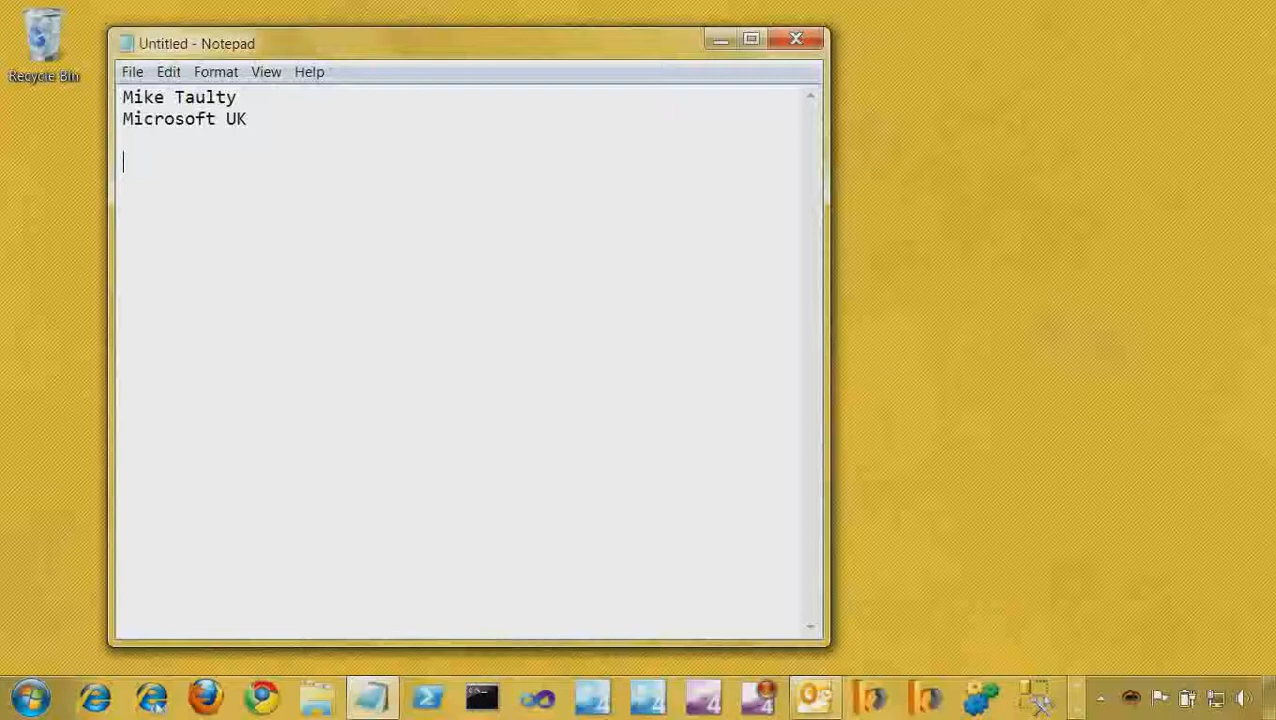 Recycle Bin
Untitled - Notepad
File Edit Format View Help
Mike Taulty
Microsoft UK